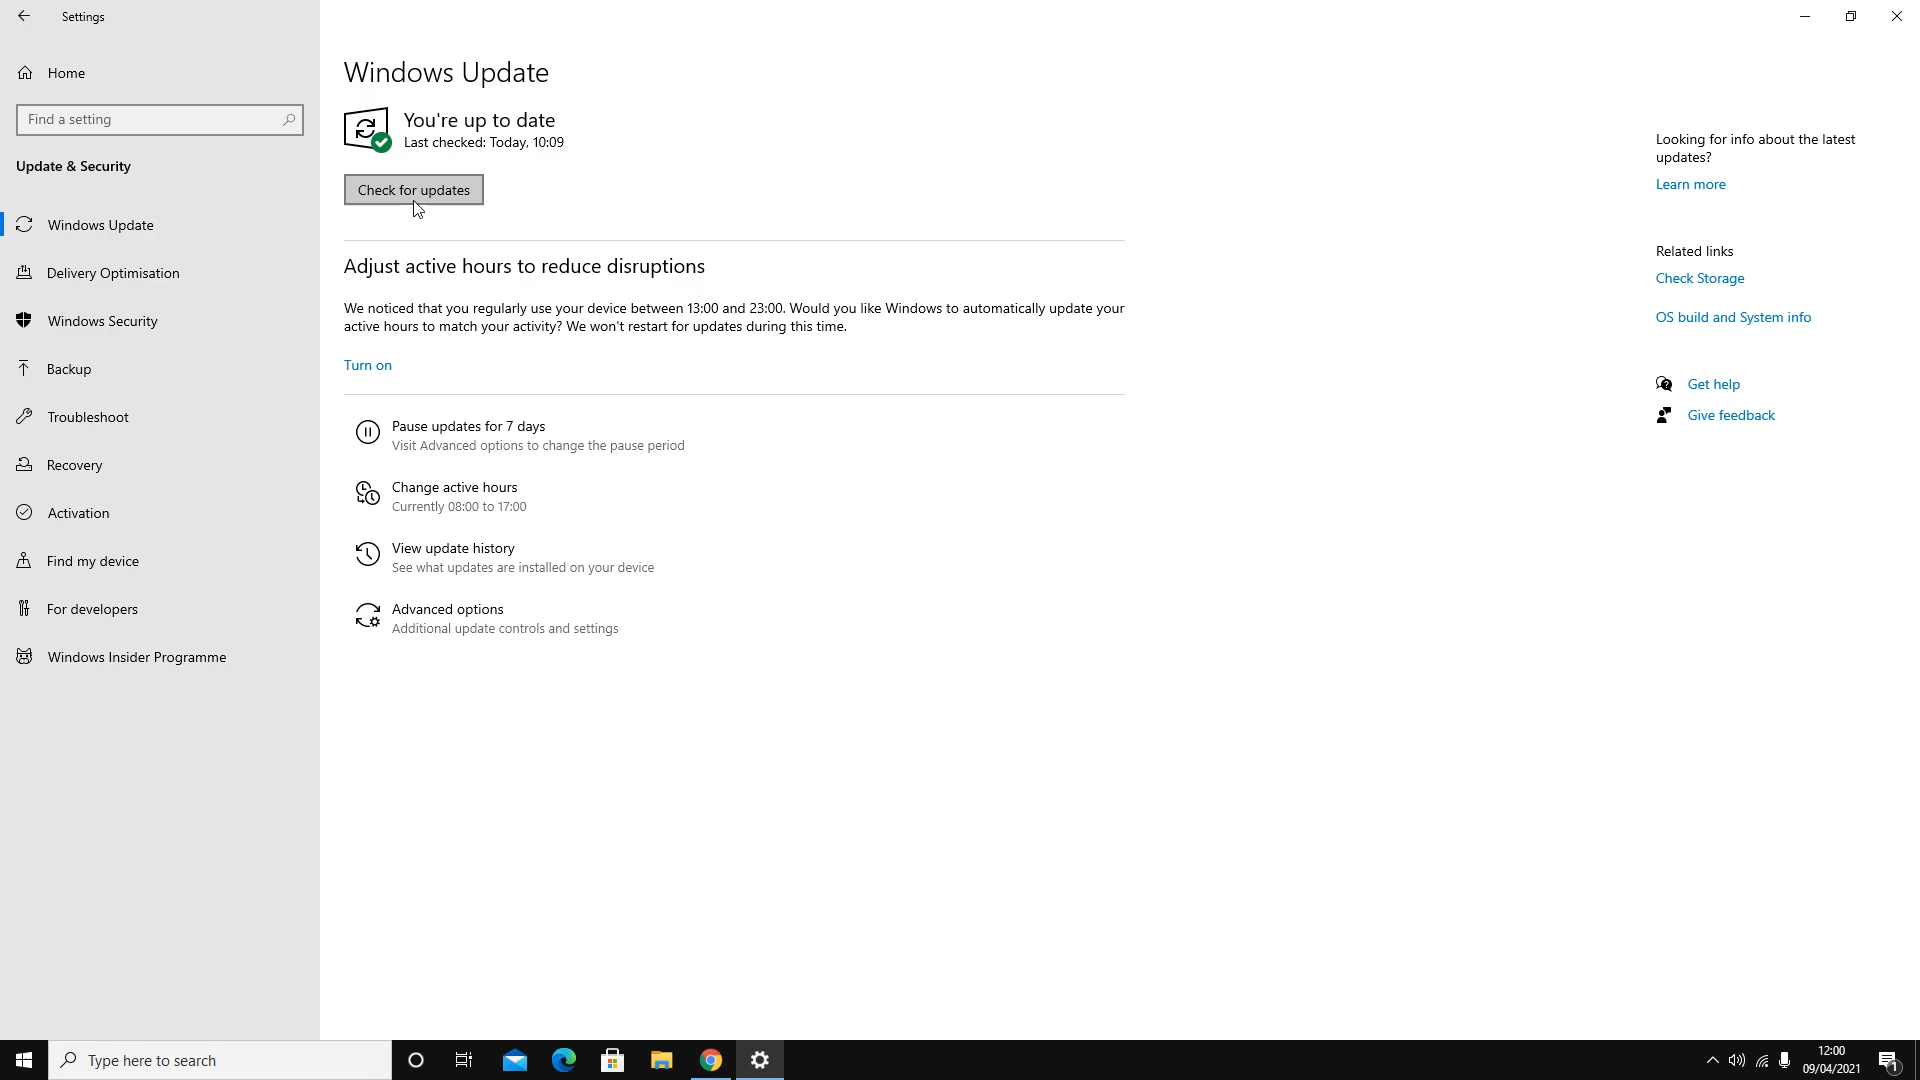 Settings
Home
Find a setting
Update & Security
Windows Update
Delivery Optimisation
Windows Security
Backup
Troubleshoot
Recovery
Activation
Find my device
For developers
Windows Insider Programme
Windows Update
You're up to date
Last checked: Today, 10:09
Check for updates
Adjust active hours to reduce disruptions
We noticed that you regularly use your device between 13:00 and 23:00. Would you like Windows to automatically update your
active hours to match your activity? We won't restart for updates during this time.
Turn on
Pause updates for 7 days
Visit Advanced options to change the pause period
Change active hours
Currently 08:00 to 17:00
View update history
See what updates are installed on your device
Advanced options
Additional update controls and settings
Looking for info about the latest
updates?
Learn more
Related links
Check Storage
OS build and System info
Get help
Give feedback
Type here to search
12:00
09/04/2021
1